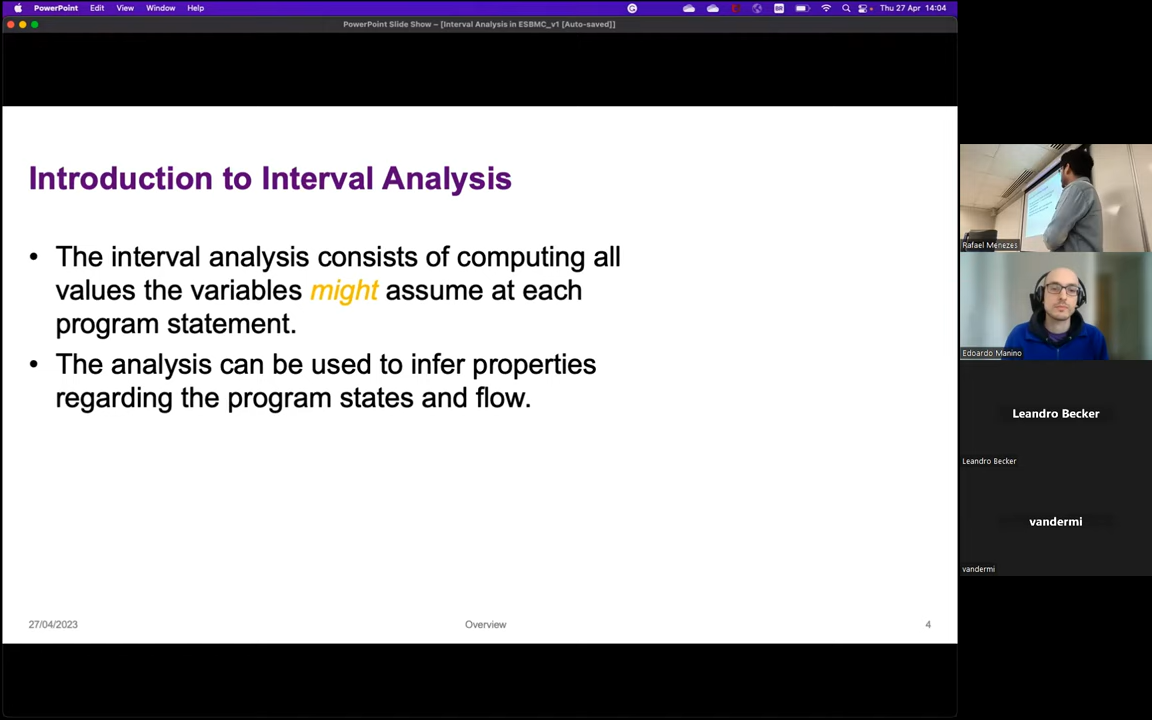 PowerPoint Edit View Window Help
BR
Thu 27 Apr 14:04
PowerPoint Slide Show – [Interval Analysis in ESBMC_v1 [Auto-saved]]
Introduction to Interval Analysis
• The interval analysis consists of computing all
values the variables might assume at each
program statement.
• The analysis can be used to infer properties
regarding the program states and flow.
27/04/2023
Overview
4
Rafael Menezes
Edoardo Manino
Leandro Becker
Leandro Becker
vandermi
vandermi